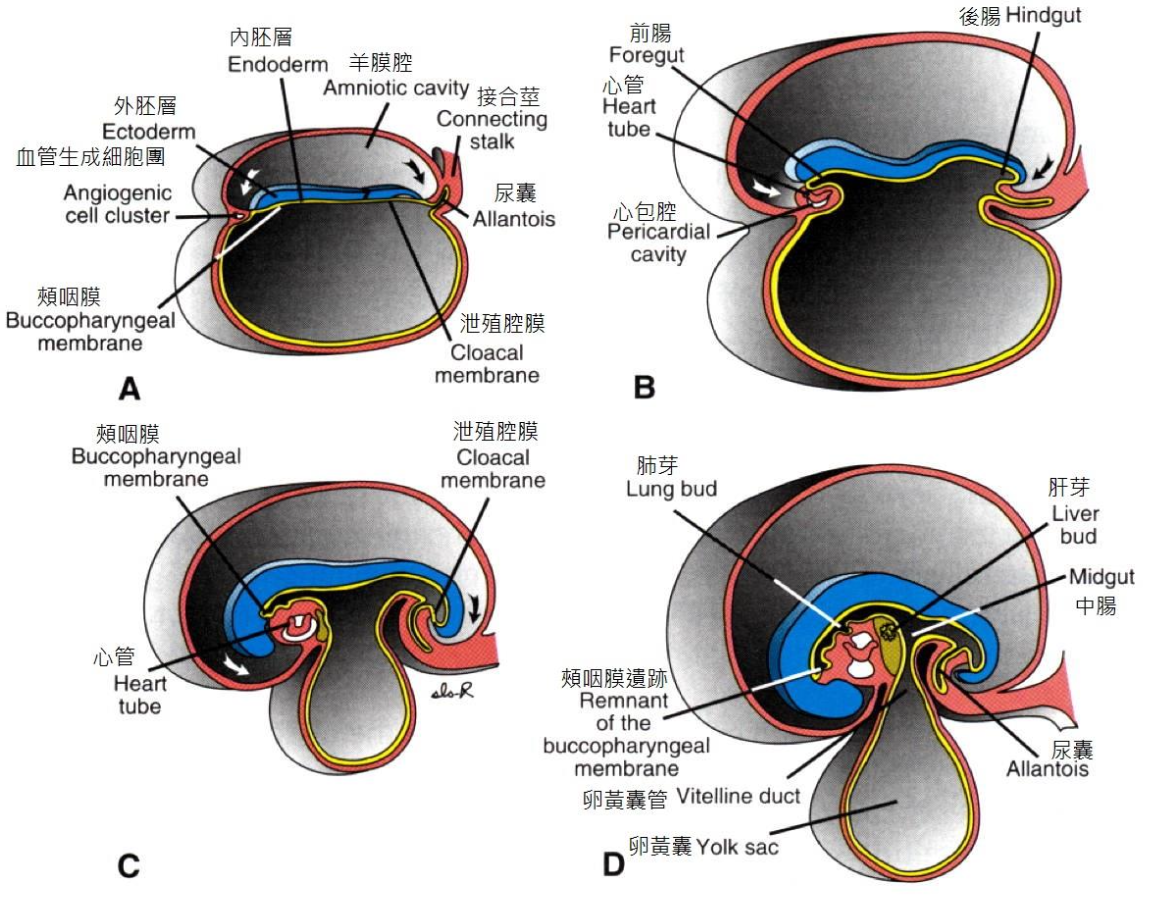 內胚層
Endoderm
羊膜腔
Amniotic cavity
接合莖
Connecting
stalk
外胚層
Ectoderm
血管生成細胞團
Angiogenic
cell cluster
尿囊
Allantois
頰咽膜
Buccopharyngeal
membrane
泄殖腔膜
Cloacal
membrane
A
後腸 Hindgut
前腸
Foregut
心管
Heart
tube
心包腔
Pericardial
cavity
B
頰咽膜
Buccopharyngeal
membrane
泄殖腔膜
Cloacal
membrane
心管
Heart
tube
sls-R
C
肺芽
Lung bud
肝芽
Liver
bud
Midgut
中腸
頰咽膜遺跡
Remnant
of the
buccopharyngeal
membrane
尿囊
Allantois
卵黃囊管 Vitelline duct
卵黃囊 Yolk sac
D